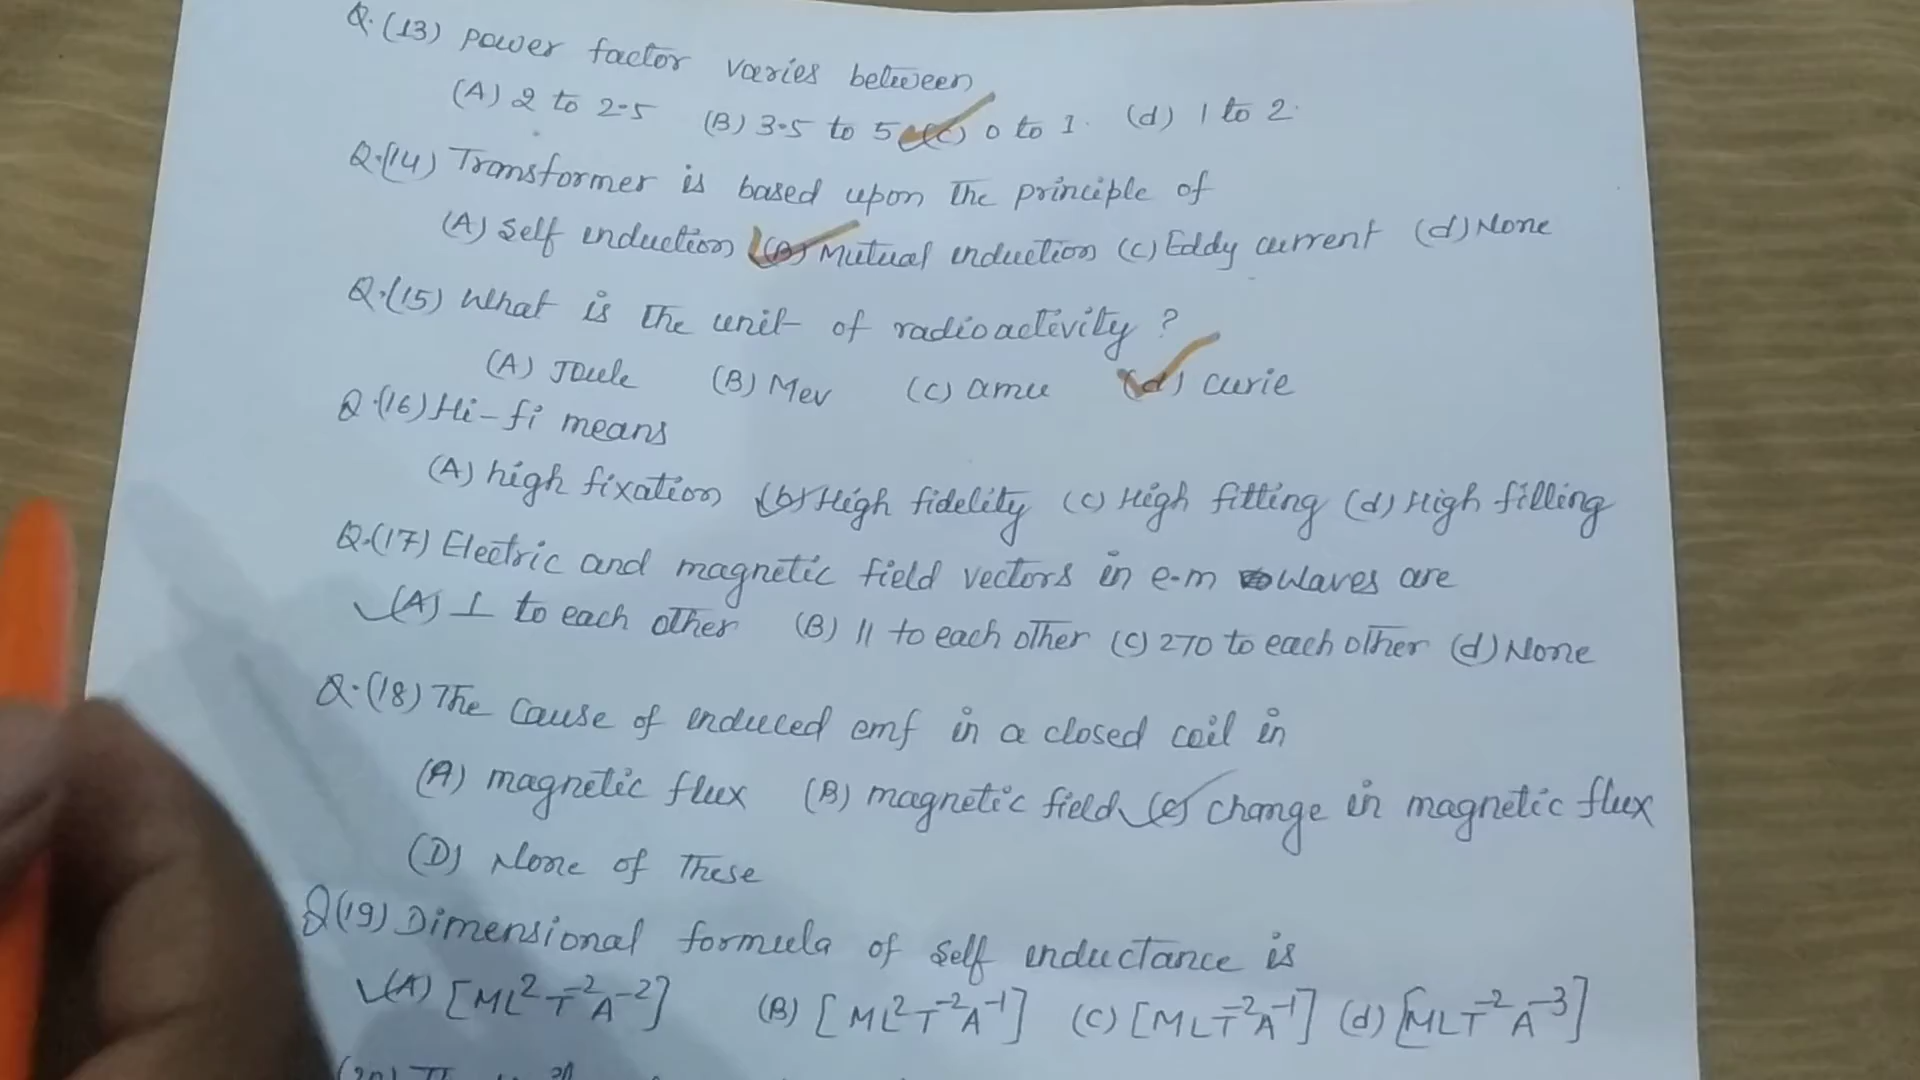 Q.(13) Power factor varies between
(A) 2 to 2.5 (B) 3.5 to 5 (C) 0 to 1. (d) 1 to 2.
Q.(14) Transformer is based upon the principle of
(A) Self induction (B) Mutual induction (C) Eddy current (d) None
Q.(15) What is the unit of radioactivity ?
(A) Joule (B) Mev (C) amu (d) curie
Q.(16) Hi-fi means
(A) high fixation (b) High fidelity (C) High fitting (d) High filling
Q.(17) Electric and magnetic field vectors in e-m waves are
(A) ⊥ to each other (B) || to each other (C) 270 to each other (d) None
Q.(18) The cause of induced emf in a closed coil in
(A) magnetic flux (B) magnetic field (C) change in magnetic flux
(D) None of These
Q(19) Dimensional formula of self inductance is
(A) [ML²T⁻²A⁻²] (B) [ML²T⁻²A⁻¹] (C) [MLT⁻²A⁻¹] (d) [MLT⁻²A⁻³]